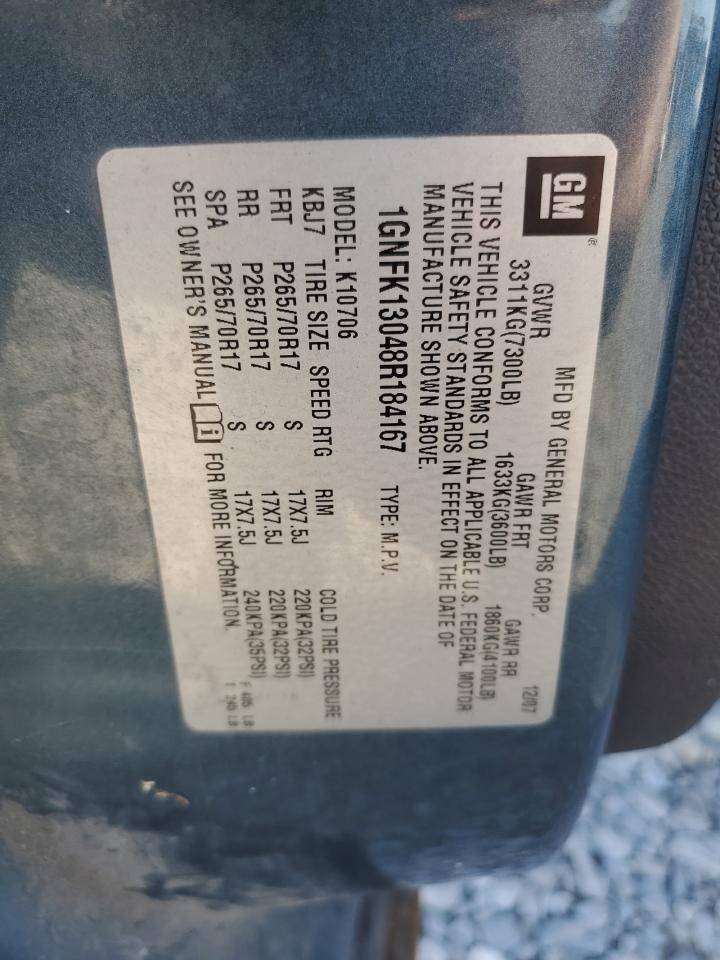 GM®
MFD BY GENERAL MOTORS CORP. 12/07
GVWR GAWR FRT GAWR RR
3311KG(7300LB) 1633KG(3600LB) 1860KG(4100LB)
THIS VEHICLE CONFORMS TO ALL APPLICABLE U.S. FEDERAL MOTOR
VEHICLE SAFETY STANDARDS IN EFFECT ON THE DATE OF
MANUFACTURE SHOWN ABOVE.
1GNFK13048R184167 TYPE: M.P.V.
MODEL: K10706
KBJ7 TIRE SIZE SPEED RTG RIM COLD TIRE PRESSURE
FRT P265/70R17 S 17X7.5J 220KPA(32PSI)
RR P265/70R17 S 17X7.5J 220KPA(32PSI)
SPA P265/70R17 S 17X7.5J 240KPA(35PSI)
SEE OWNER'S MANUAL i FOR MORE INFORMATION.
F 405 LB
T 245 LB